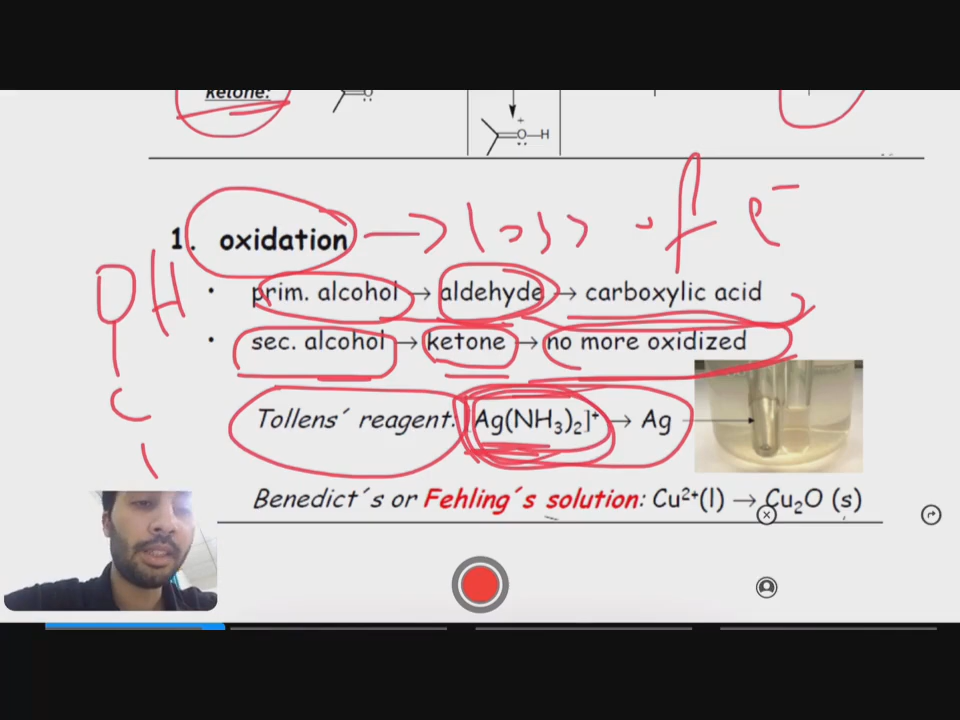 ketone:
O
+
O—H
1. oxidation → loss of e⁻
OH
• prim. alcohol → aldehyde → carboxylic acid
• sec. alcohol → ketone → no more oxidized
C
Tollens´ reagent: [Ag(NH₃)₂]⁺ → Ag
Benedict´s or Fehling´s solution: Cu²⁺(l) → Cu₂O (s)